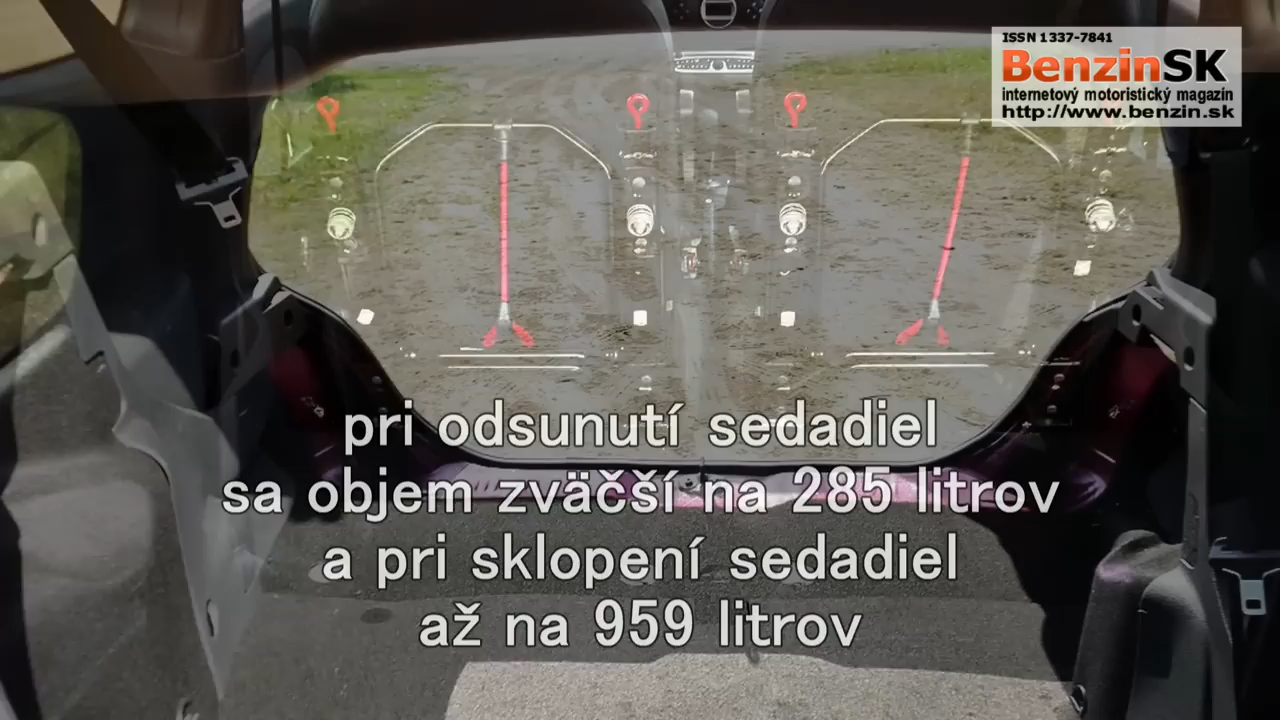 ISSN 1337-7841
BenzinSK
internetový motoristický magazín
http://www.benzin.sk
pri odsunutí sedadiel
sa objem zväčší na 285 litrov
a pri sklopení sedadiel
až na 959 litrov